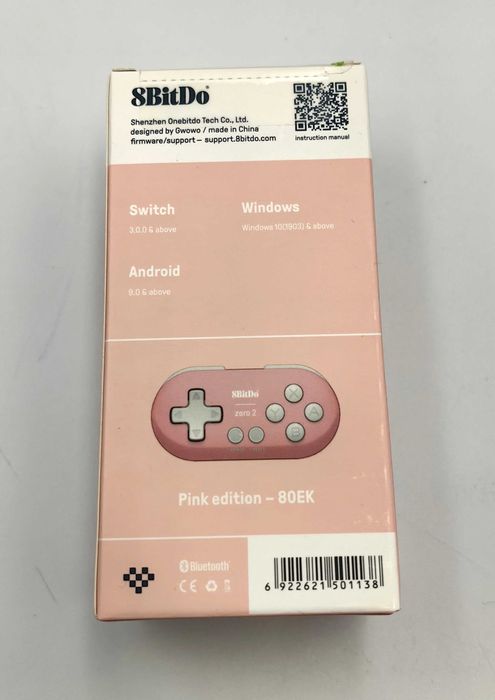 8BitDo®
Shenzhen Onebitdo Tech Co., Ltd.
designed by Gwowo / made in China
firmware/support – support.8bitdo.com
instruction manual
Switch
3.0.0 & above
Windows
Windows 10(1903) & above
Android
9.0 & above
8BitDo
zero 2
X
Y
A
B
Pink edition – 80EK
Bluetooth®
CE
6 922621 501138